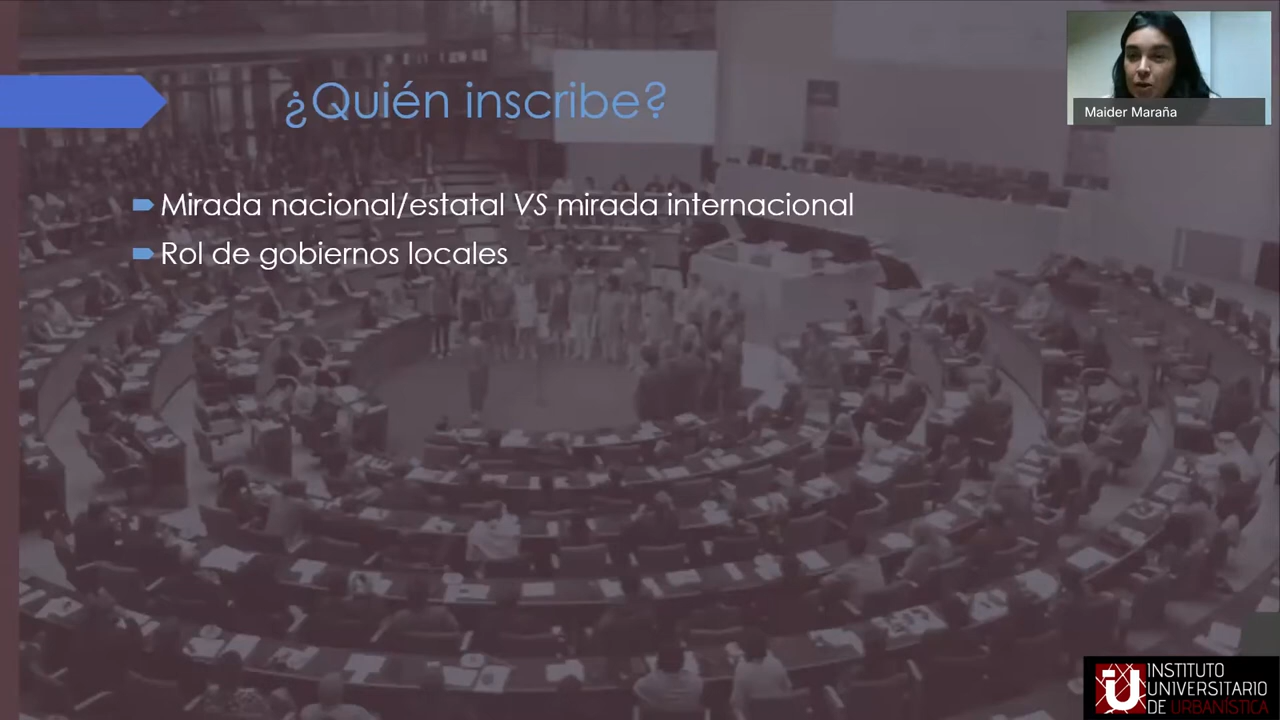 ¿Quién inscribe?
Maider Maraña
Mirada nacional/estatal VS mirada internacional
Rol de gobiernos locales
INSTITUTO
UNIVERSITARIO
DE URBANÍSTICA